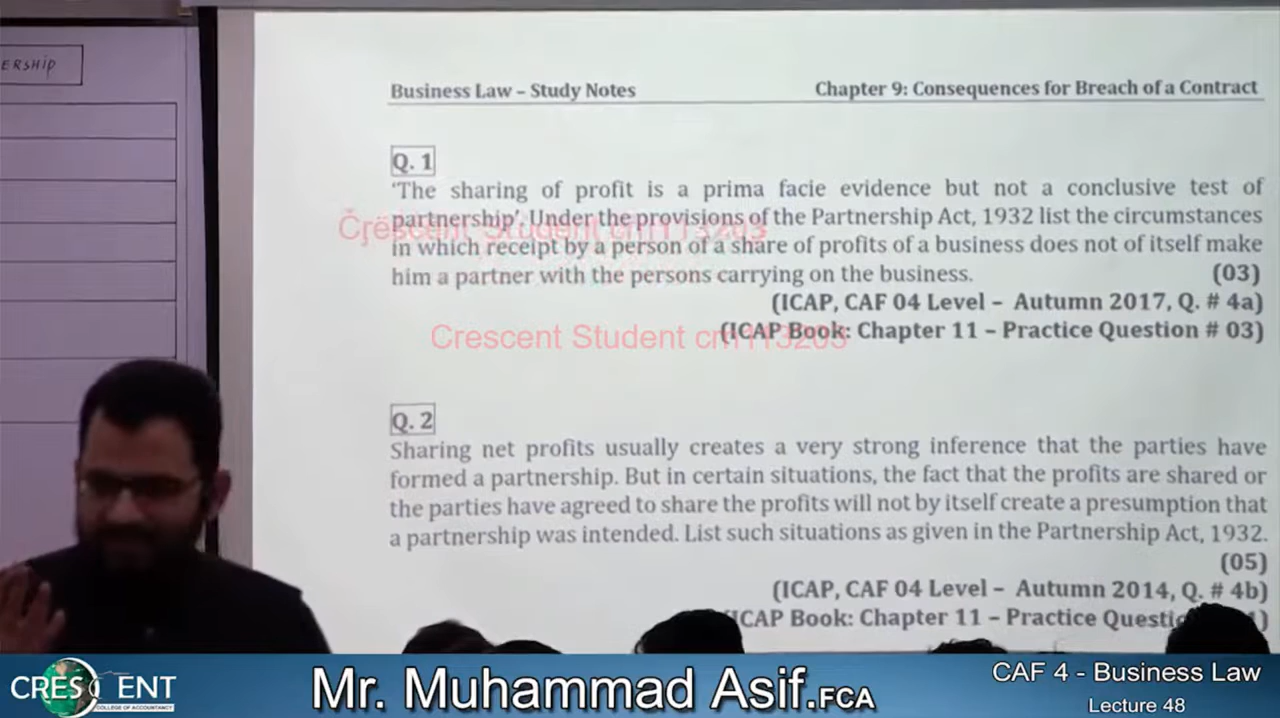 ERSHIP
Business Law – Study Notes
Chapter 9: Consequences for Breach of a Contract
Q. 1
‘The sharing of profit is a prima facie evidence but not a conclusive test of
partnership’. Under the provisions of the Partnership Act, 1932 list the circumstances
in which receipt by a person of a share of profits of a business does not of itself make
him a partner with the persons carrying on the business. (03)
(ICAP, CAF 04 Level – Autumn 2017, Q. # 4a)
(ICAP Book: Chapter 11 – Practice Question # 03)
Crescent Student cm113203
Crescent Student cm113203
Q. 2
Sharing net profits usually creates a very strong inference that the parties have
formed a partnership. But in certain situations, the fact that the profits are shared or
the parties have agreed to share the profits will not by itself create a presumption that
a partnership was intended. List such situations as given in the Partnership Act, 1932.
(05)
(ICAP, CAF 04 Level – Autumn 2014, Q. # 4b)
ICAP Book: Chapter 11 – Practice
CRESCENT
COLLEGE OF ACCOUNTANCY
Mr. Muhammad Asif.FCA
CAF 4 - Business Law
Lecture 48